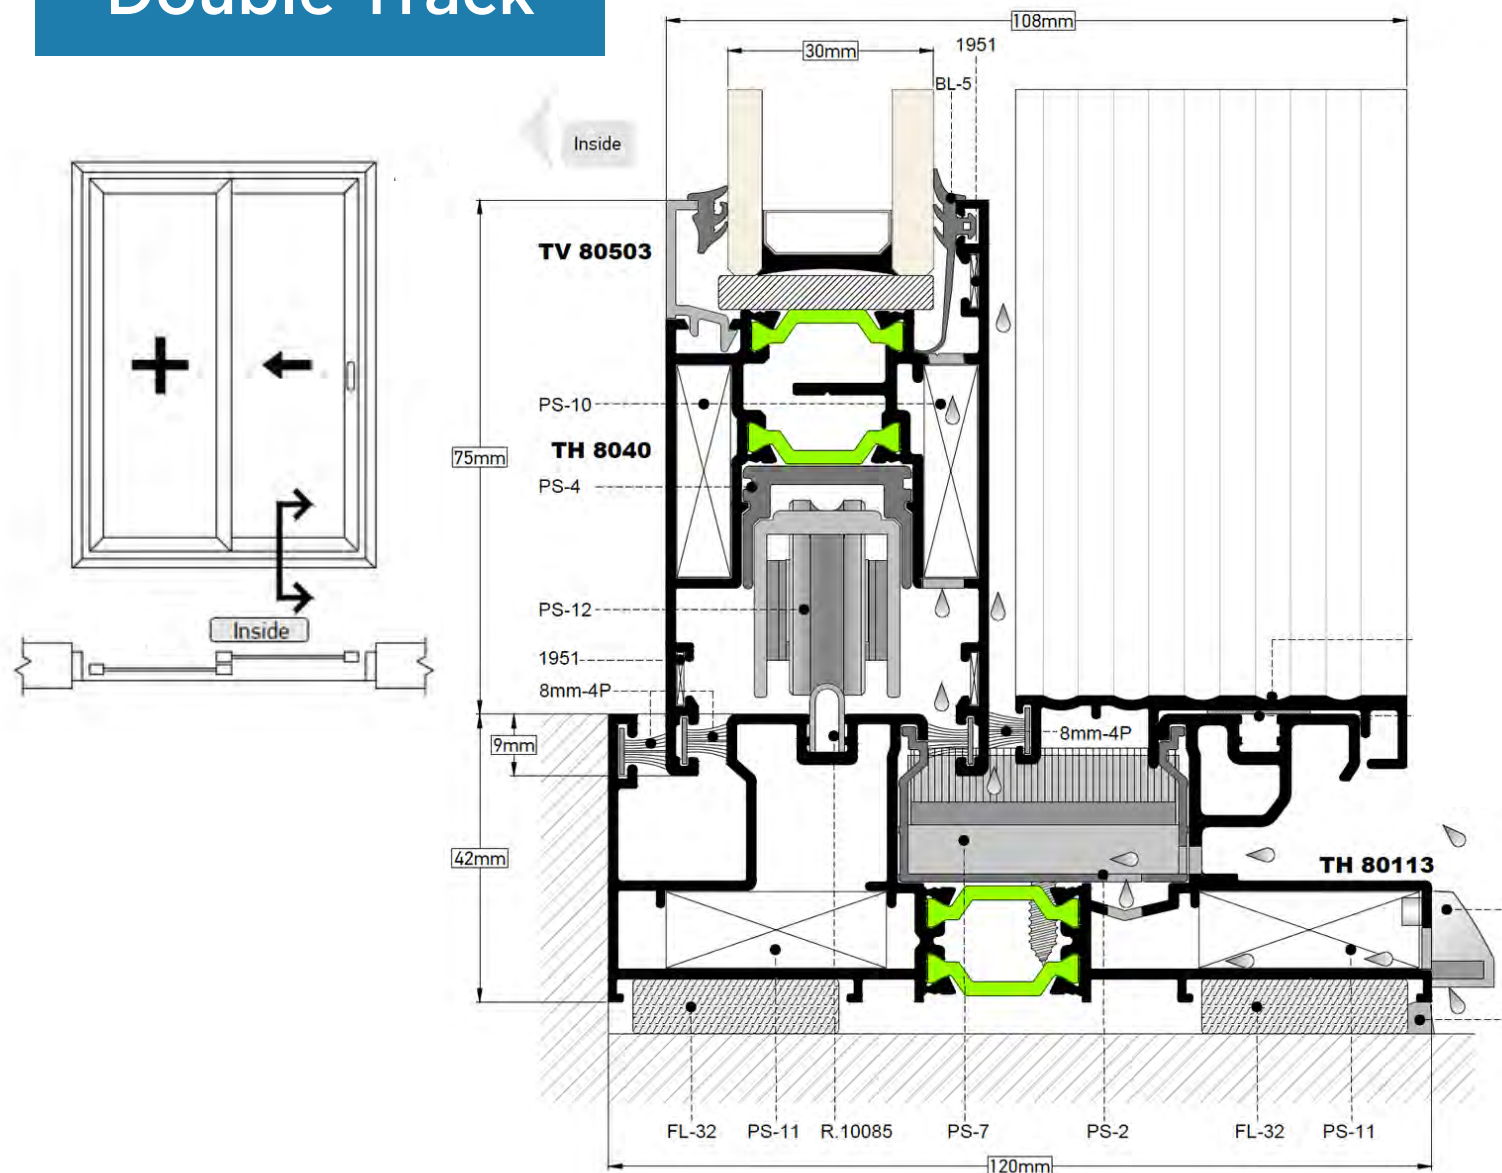 Double Track
108mm
30mm
1951
BL-5
Inside
TV 80503
PS-10
75mm
TH 8040
PS-4
PS-12
Inside
1951
8mm-4P
8mm-4P
9mm
42mm
TH 80113
FL-32
PS-11
R.10085
PS-7
PS-2
FL-32
PS-11
120mm